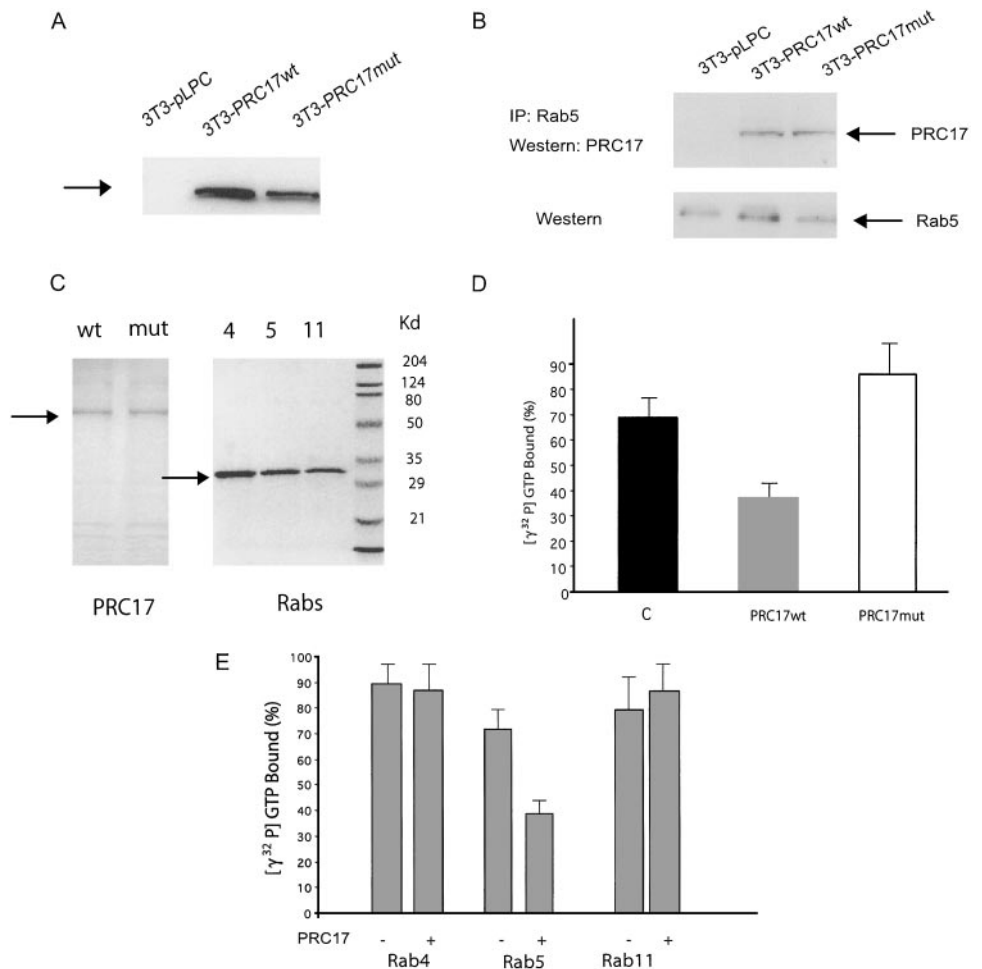 A
3T3-pLPC
3T3-PRC17wt
3T3-PRC17mut
B
3T3-pLPC
3T3-PRC17wt
3T3-PRC17mut
IP: Rab5
Western: PRC17
PRC17
Western
Rab5
C
wt mut
4 5 11
Kd
204
124
80
50
35
29
21
PRC17
Rabs
D
[γ³² P] GTP Bound (%)
90
80
70
60
50
40
30
20
10
0
C
PRC17wt
PRC17mut
E
[γ³² P] GTP Bound (%)
100
90
80
70
60
50
40
30
20
10
0
PRC17 - + - + - +
Rab4 Rab5 Rab11